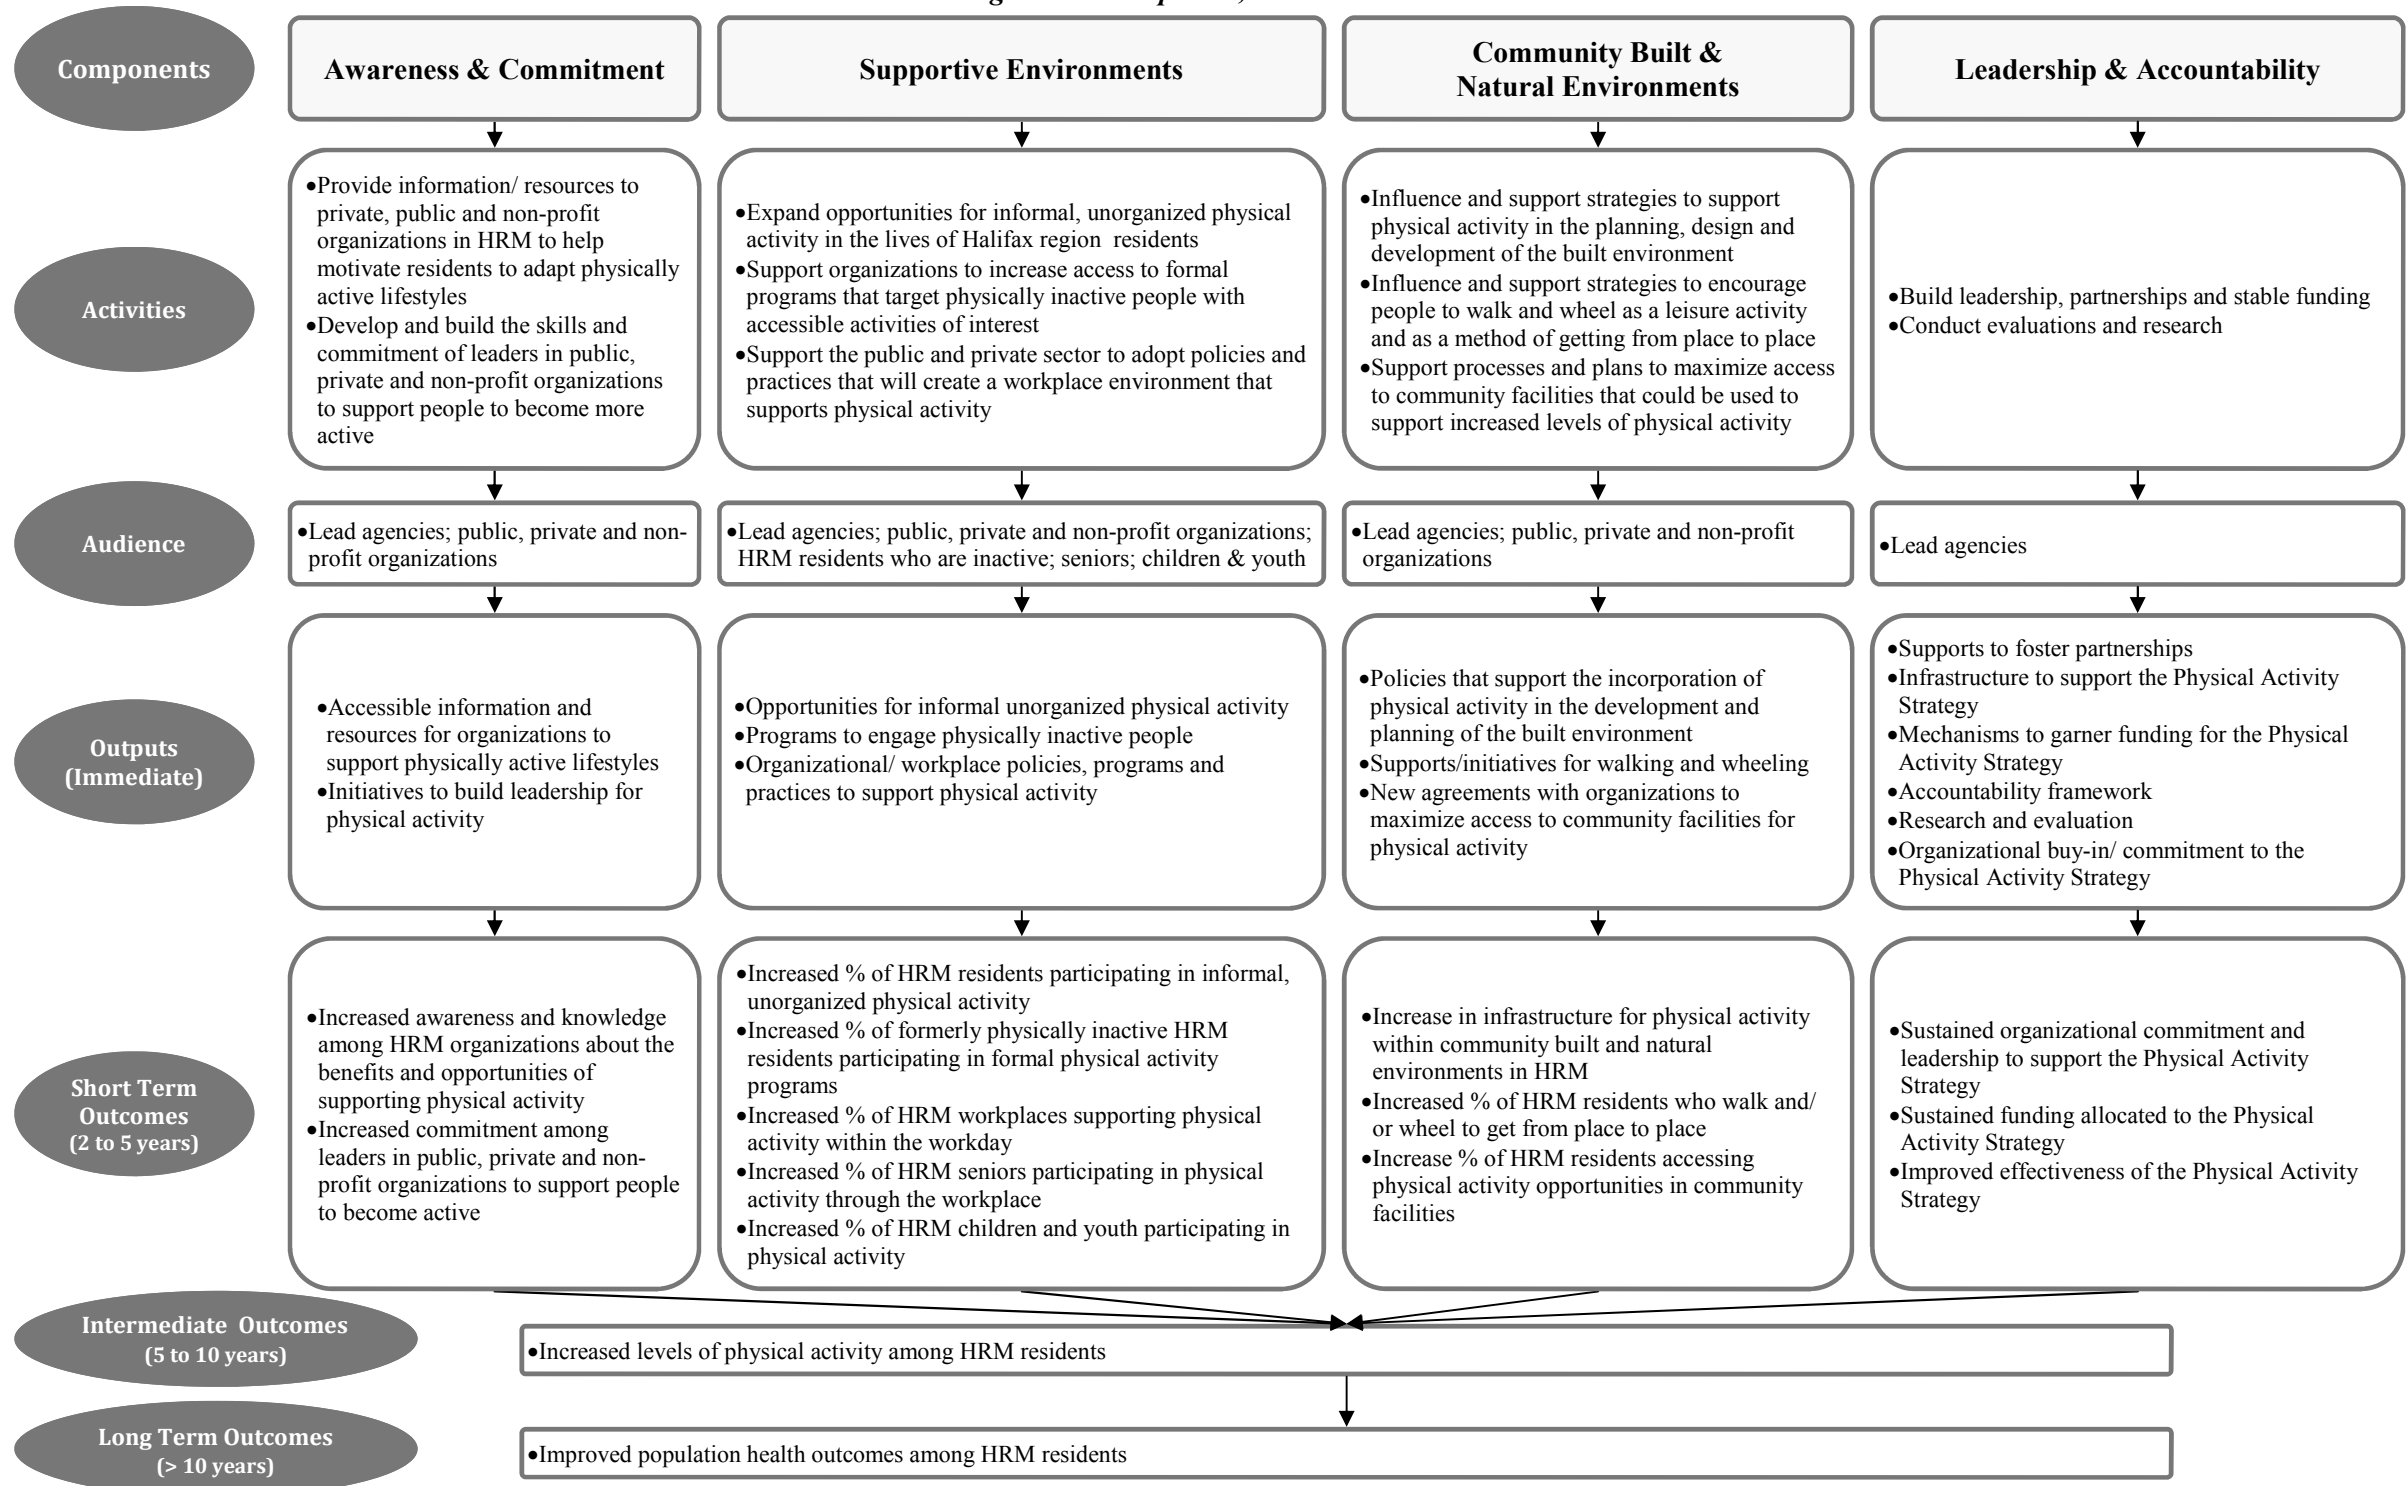 Components
Awareness & Commitment
Supportive Environments
Community Built &
Natural Environments
Leadership & Accountability
Activities
•Provide information/ resources to
private, public and non-profit
organizations in HRM to help
motivate residents to adapt physically
active lifestyles
•Develop and build the skills and
commitment of leaders in public,
private and non-profit organizations
to support people to become more
active
•Expand opportunities for informal, unorganized physical
activity in the lives of Halifax region  residents
•Support organizations to increase access to formal
programs that target physically inactive people with
accessible activities of interest
•Support the public and private sector to adopt policies and
practices that will create a workplace environment that
supports physical activity
•Influence and support strategies to support
physical activity in the planning, design and
development of the built environment
•Influence and support strategies to encourage
people to walk and wheel as a leisure activity
and as a method of getting from place to place
•Support processes and plans to maximize access
to community facilities that could be used to
support increased levels of physical activity
•Build leadership, partnerships and stable funding
•Conduct evaluations and research
Audience
•Lead agencies; public, private and non-
profit organizations
•Lead agencies; public, private and non-profit organizations;
HRM residents who are inactive; seniors; children & youth
•Lead agencies; public, private and non-profit
organizations
•Lead agencies
Outputs
(Immediate)
•Accessible information and
resources for organizations to
support physically active lifestyles
•Initiatives to build leadership for
physical activity
•Opportunities for informal unorganized physical activity
•Programs to engage physically inactive people
•Organizational/ workplace policies, programs and
practices to support physical activity
•Policies that support the incorporation of
physical activity in the development and
planning of the built environment
•Supports/initiatives for walking and wheeling
•New agreements with organizations to
maximize access to community facilities for
physical activity
•Supports to foster partnerships
•Infrastructure to support the Physical Activity
Strategy
•Mechanisms to garner funding for the Physical
Activity Strategy
•Accountability framework
•Research and evaluation
•Organizational buy-in/ commitment to the
Physical Activity Strategy
Short Term
Outcomes
(2 to 5 years)
•Increased awareness and knowledge
among HRM organizations about the
benefits and opportunities of
supporting physical activity
•Increased commitment among
leaders in public, private and non-
profit organizations to support people
to become active
•Increased % of HRM residents participating in informal,
unorganized physical activity
•Increased % of formerly physically inactive HRM
residents participating in formal physical activity
programs
•Increased % of HRM workplaces supporting physical
activity within the workday
•Increased % of HRM seniors participating in physical
activity through the workplace
•Increased % of HRM children and youth participating in
physical activity
•Increase in infrastructure for physical activity
within community built and natural
environments in HRM
•Increased % of HRM residents who walk and/
or wheel to get from place to place
•Increase % of HRM residents accessing
physical activity opportunities in community
facilities
•Sustained organizational commitment and
leadership to support the Physical Activity
Strategy
•Sustained funding allocated to the Physical
Activity Strategy
•Improved effectiveness of the Physical Activity
Strategy
Intermediate  Outcomes
(5 to 10 years)
•Increased levels of physical activity among HRM residents
Long Term Outcomes
(> 10 years)
•Improved population health outcomes among HRM residents